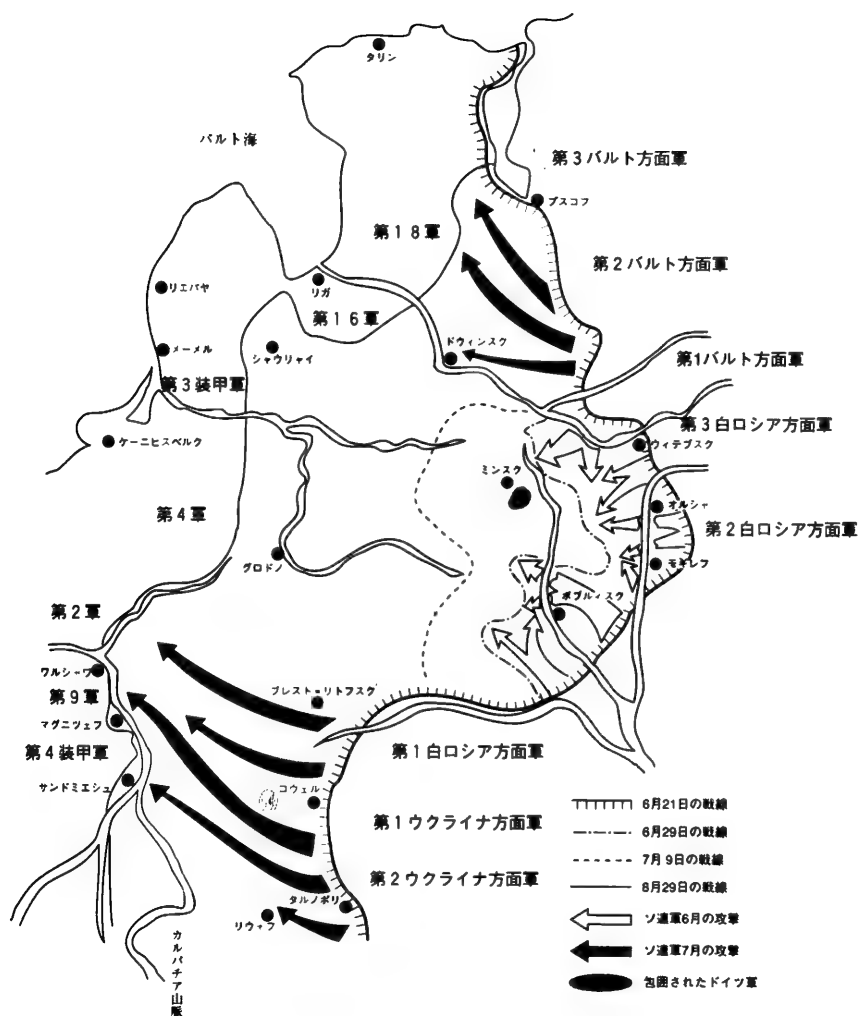 タリン
バルト海
第3バルト方面軍
プスコフ
第18軍
第2バルト方面軍
リエパヤ
リガ
第16軍
メーメル
シャウリャイ
ドヴィンスク
第1バルト方面軍
第3装甲軍
第3白ロシア方面軍
ケーニヒスベルク
ヴィテブスク
ミンスク
オルシャ
第4軍
第2白ロシア方面軍
グロドノ
モギレフ
ボブルイスク
第2軍
ワルシャワ
ブレスト=リトフスク
第9軍
マグニツェフ
第4装甲軍
第1白ロシア方面軍
サンドミエシュ
コヴェル
第1ウクライナ方面軍
第2ウクライナ方面軍
タルノポリ
リヴォフ
カルパチア山脈
6月21日の戦線
6月29日の戦線
7月9日の戦線
8月29日の戦線
ソ連軍6月の攻撃
ソ連軍7月の攻撃
包囲されたドイツ軍